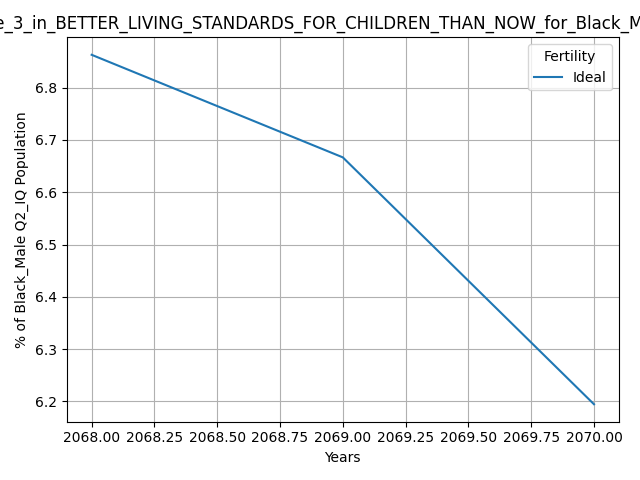 e_3_in_BETTER_LIVING_STANDARDS_FOR_CHILDREN_THAN_NOW_for_Black_M
Fertility
Ideal
6.8
6.7
6.6
6.5
6.4
6.3
6.2
% of Black_Male Q2_IQ Population
2068.00 2068.25 2068.50 2068.75 2069.00 2069.25 2069.50 2069.75 2070.00
Years